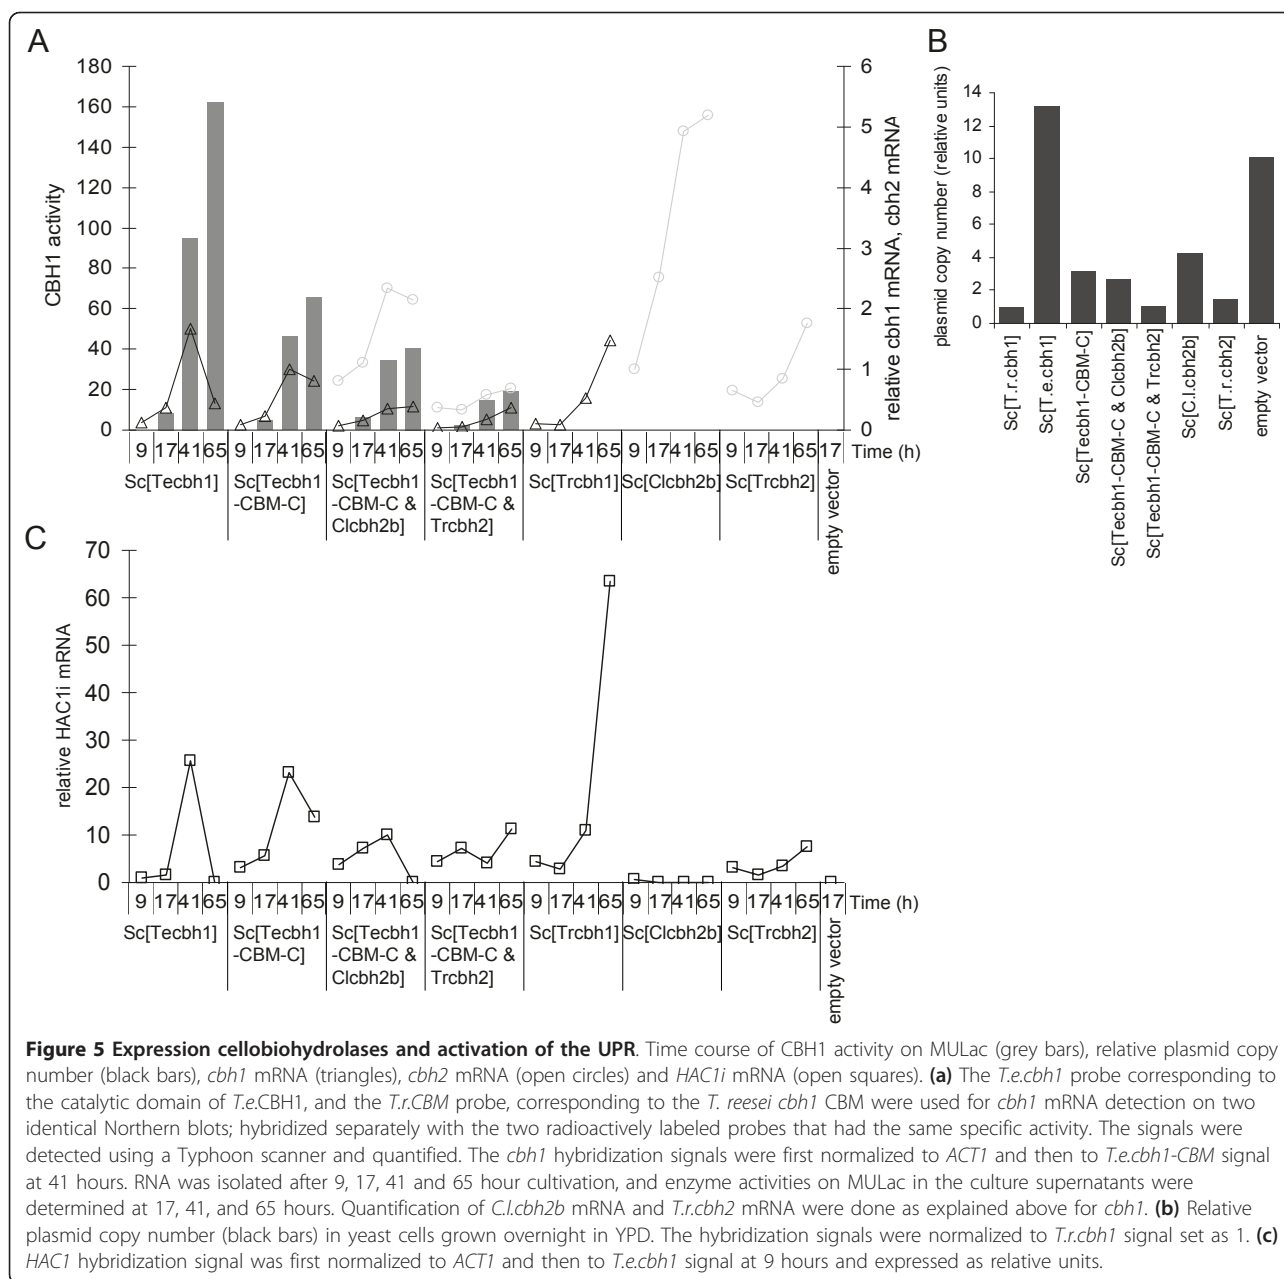 A
180
160
140
120
100
80
60
40
20
0
CBH1 activity
6
5
4
3
2
1
0
relative cbh1 mRNA, cbh2 mRNA
9 17 41 65 9 17 41 65 9 17 41 65 9 17 41 65 9 17 41 65 9 17 41 65 9 17 41 65 17 Time (h)
Sc[Tecbh1]
Sc[Tecbh1
-CBM-C]
Sc[Tecbh1
-CBM-C &
Clcbh2b]
Sc[Tecbh1
-CBM-C &
Trcbh2]
Sc[Trcbh1]
Sc[Clcbh2b]
Sc[Trcbh2]
empty vector
B
14
12
10
8
6
4
2
0
plasmid copy number (relative units)
Sc[T.r.cbh1]
Sc[T.e.cbh1]
Sc[Tecbh1-CBM-C]
Sc[Tecbh1-CBM-C & Clcbh2b]
Sc[Tecbh1-CBM-C & Trcbh2]
Sc[C.l.cbh2b]
Sc[T.r.cbh2]
empty vector
C
70
60
50
40
30
20
10
0
relative HAC1i mRNA
9 17 41 65 9 17 41 65 9 17 41 65 9 17 41 65 9 17 41 65 9 17 41 65 9 17 41 65 17 Time (h)
Sc[Tecbh1]
Sc[Tecbh1
-CBM-C]
Sc[Tecbh1
-CBM-C &
Clcbh2b]
Sc[Tecbh1
-CBM-C &
Trcbh2]
Sc[Trcbh1]
Sc[Clcbh2b]
Sc[Trcbh2]
empty vector
Figure 5 Expression cellobiohydrolases and activation of the UPR. Time course of CBH1 activity on MULac (grey bars), relative plasmid copy
number (black bars), cbh1 mRNA (triangles), cbh2 mRNA (open circles) and HAC1i mRNA (open squares). (a) The T.e.cbh1 probe corresponding to
the catalytic domain of T.e.CBH1, and the T.r.CBM probe, corresponding to the T. reesei cbh1 CBM were used for cbh1 mRNA detection on two
identical Northern blots; hybridized separately with the two radioactively labeled probes that had the same specific activity. The signals were
detected using a Typhoon scanner and quantified. The cbh1 hybridization signals were first normalized to ACT1 and then to T.e.cbh1-CBM signal
at 41 hours. RNA was isolated after 9, 17, 41 and 65 hour cultivation, and enzyme activities on MULac in the culture supernatants were
determined at 17, 41, and 65 hours. Quantification of C.l.cbh2b mRNA and T.r.cbh2 mRNA were done as explained above for cbh1. (b) Relative
plasmid copy number (black bars) in yeast cells grown overnight in YPD. The hybridization signals were normalized to T.r.cbh1 signal set as 1. (c)
HAC1 hybridization signal was first normalized to ACT1 and then to T.e.cbh1 signal at 9 hours and expressed as relative units.